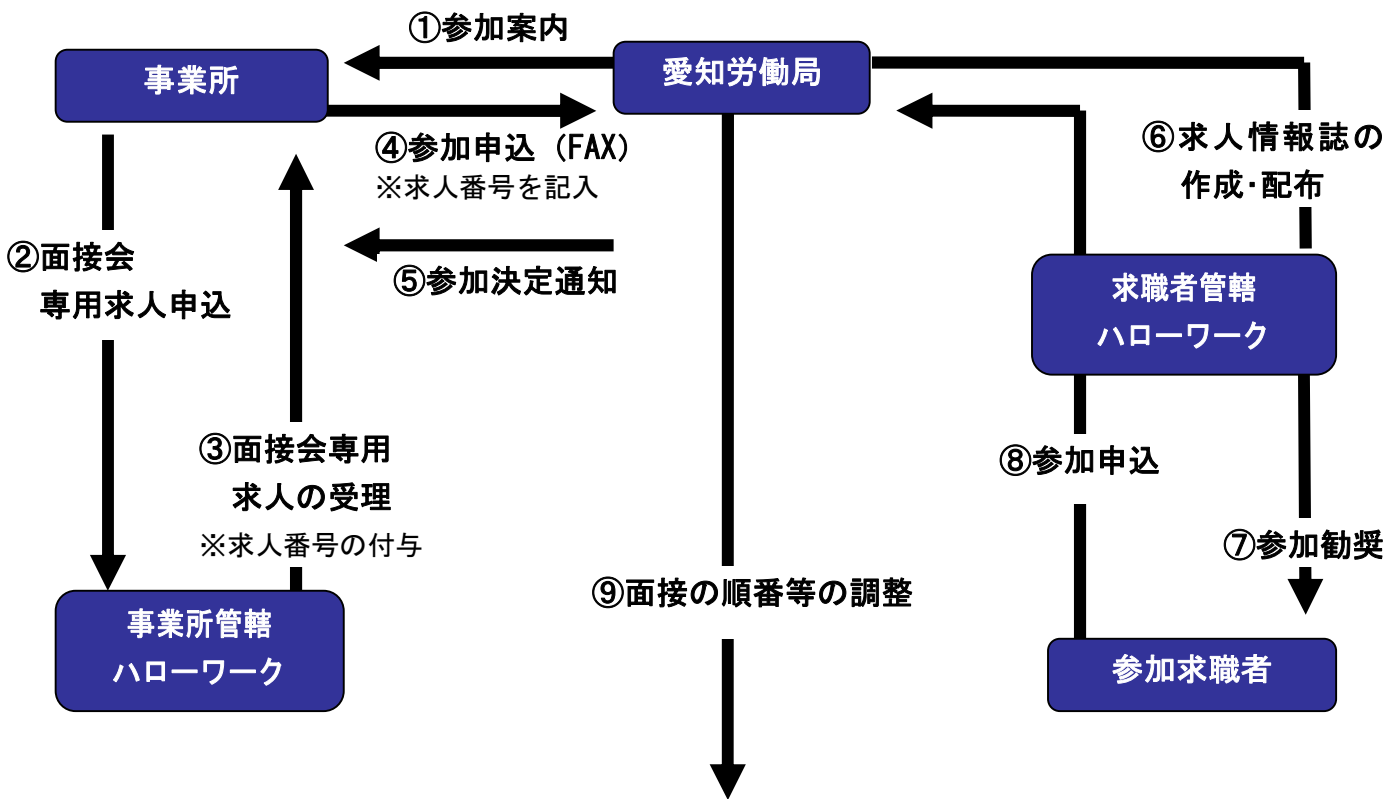 ①参加案内
事業所
愛知労働局
④参加申込（FAX）
※求人番号を記入
⑥求人情報誌の
作成・配布
②面接会
専用求人申込
⑤参加決定通知
求職者管轄
ハローワーク
③面接会専用
求人の受理
※求人番号の付与
⑧参加申込
⑦参加勧奨
⑨面接の順番等の調整
事業所管轄
ハローワーク
参加求職者